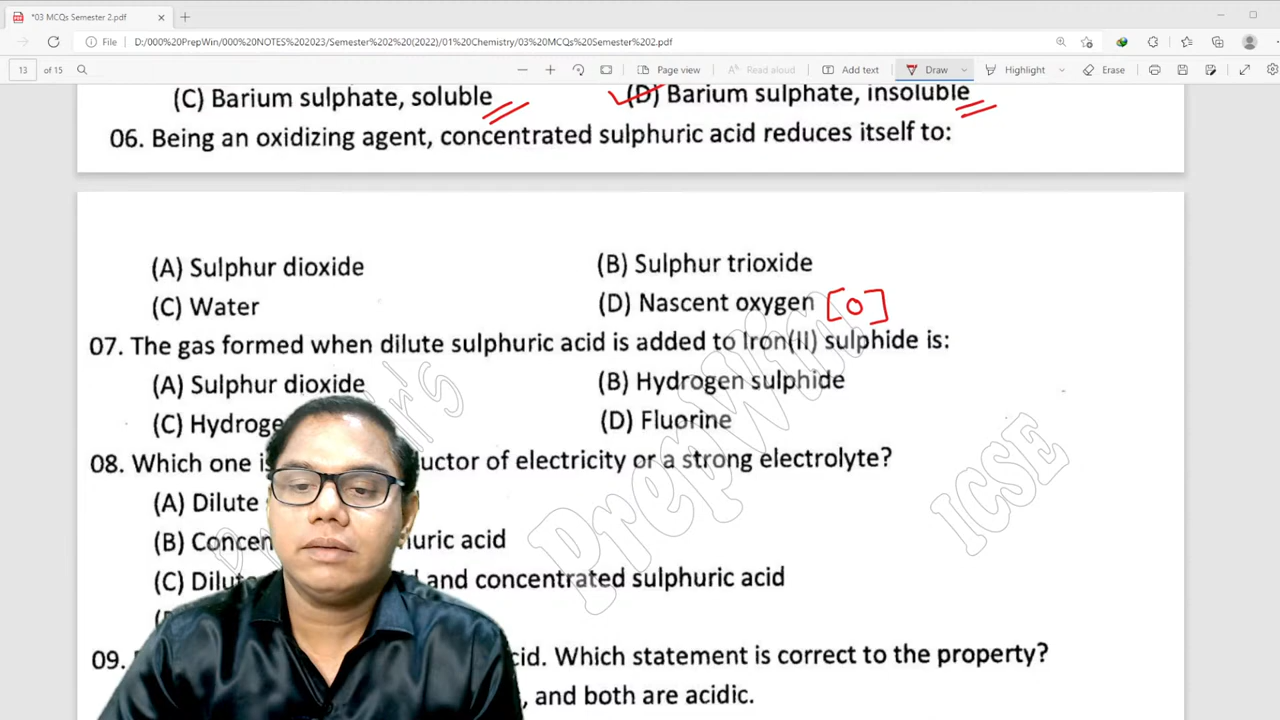 *03 MCQs Semester 2.pdf
File D:/000%20PrepWin/000%20NOTES%202023/Semester%202%20(2022)/01%20Chemistry/03%20MCQs%20Semester%202.pdf
13 of 15 Page view Read aloud Add text Draw Highlight Erase
(C) Barium sulphate, soluble (D) Barium sulphate, insoluble
06. Being an oxidizing agent, concentrated sulphuric acid reduces itself to:
(A) Sulphur dioxide (B) Sulphur trioxide
(C) Water (D) Nascent oxygen [O]
07. The gas formed when dilute sulphuric acid is added to Iron(II) sulphide is:
(A) Sulphur dioxide (B) Hydrogen sulphide
(C) Hydroge (D) Fluorine
08. Which one i ductor of electricity or a strong electrolyte?
(A) Dilute
(B) Concen huric acid
(C) Dilut d and concentrated sulphuric acid
09. cid. Which statement is correct to the property?
, and both are acidic.
PrepWin
ICSE